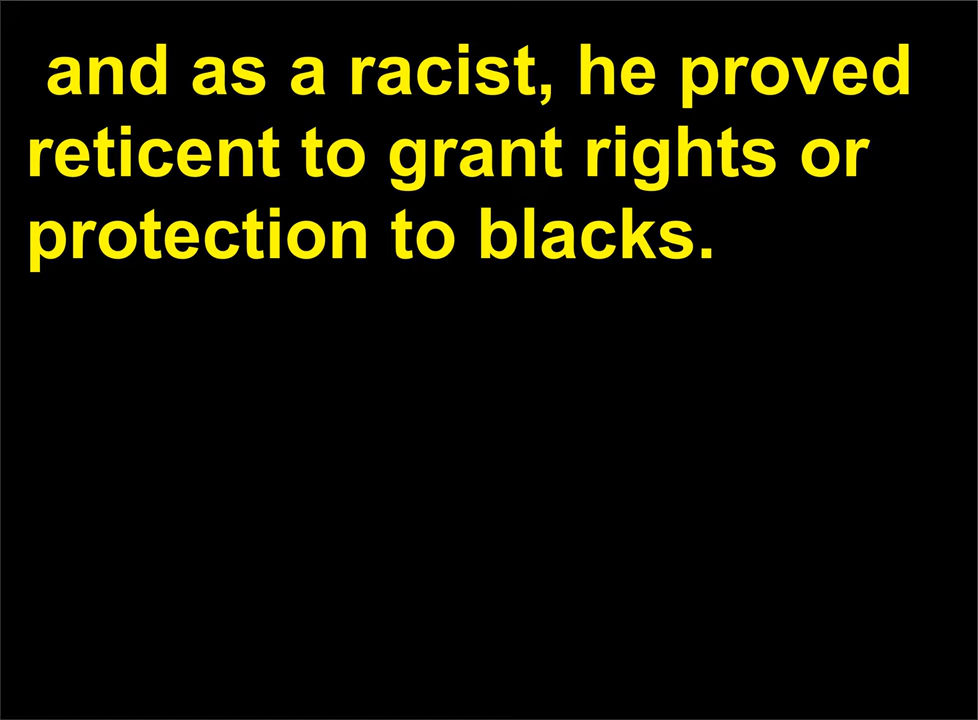 and as a racist, he proved
reticent to grant rights or
protection to blacks.